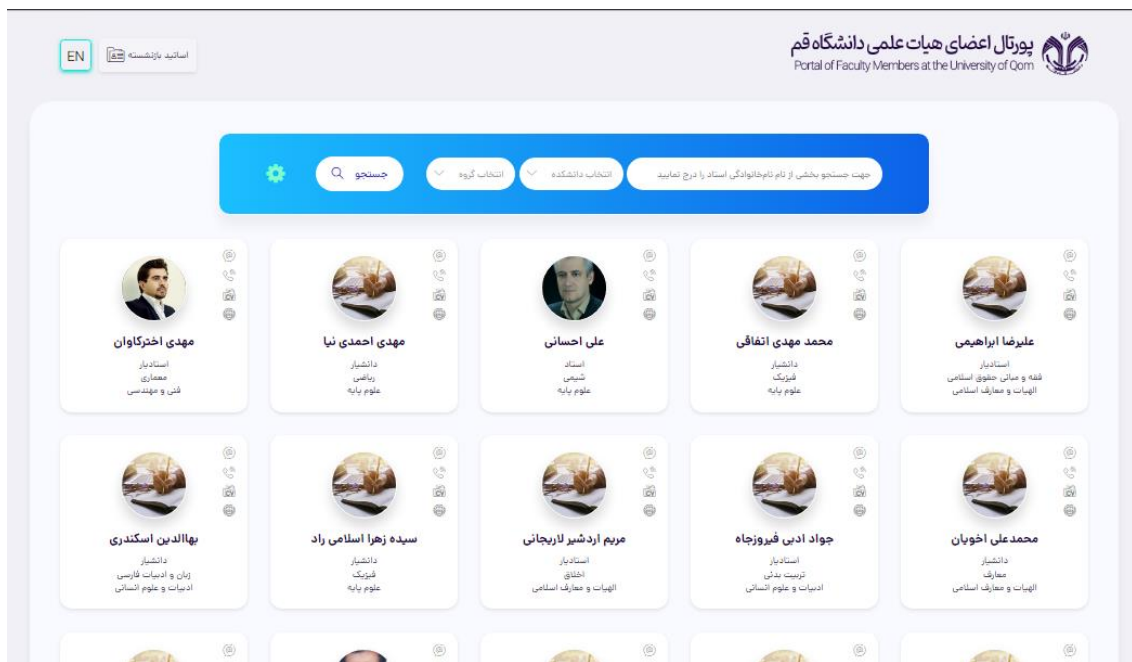 پورتال اعضای هیات علمی دانشگاه قم
Portal of Faculty Members at the University of Qom
اساتید بازنشسته
EN
جهت جستجو بخشی از نام نام‌خانوادگی استاد را درج نمایید
انتخاب دانشکده
انتخاب گروه
جستجو
علیرضا ابراهیمی
استادیار
فقه و مبانی حقوق اسلامی
الهیات و معارف اسلامی
محمد مهدی اتفاقی
دانشیار
فیزیک
علوم پایه
علی احسانی
استاد
شیمی
علوم پایه
مهدی احمدی نیا
دانشیار
ریاضی
علوم پایه
مهدی اخترکاوان
استادیار
معماری
فنی و مهندسی
محمدعلی اخویان
دانشیار
معارف
الهیات و معارف اسلامی
جواد ادبی فیروزجاه
استادیار
تربیت بدنی
ادبیات و علوم انسانی
مریم اردشیر لاریجانی
استادیار
اخلاق
الهیات و معارف اسلامی
سیده زهرا اسلامی راد
دانشیار
فیزیک
علوم پایه
بهاالدین اسکندری
دانشیار
زبان و ادبیات فارسی
ادبیات و علوم انسانی